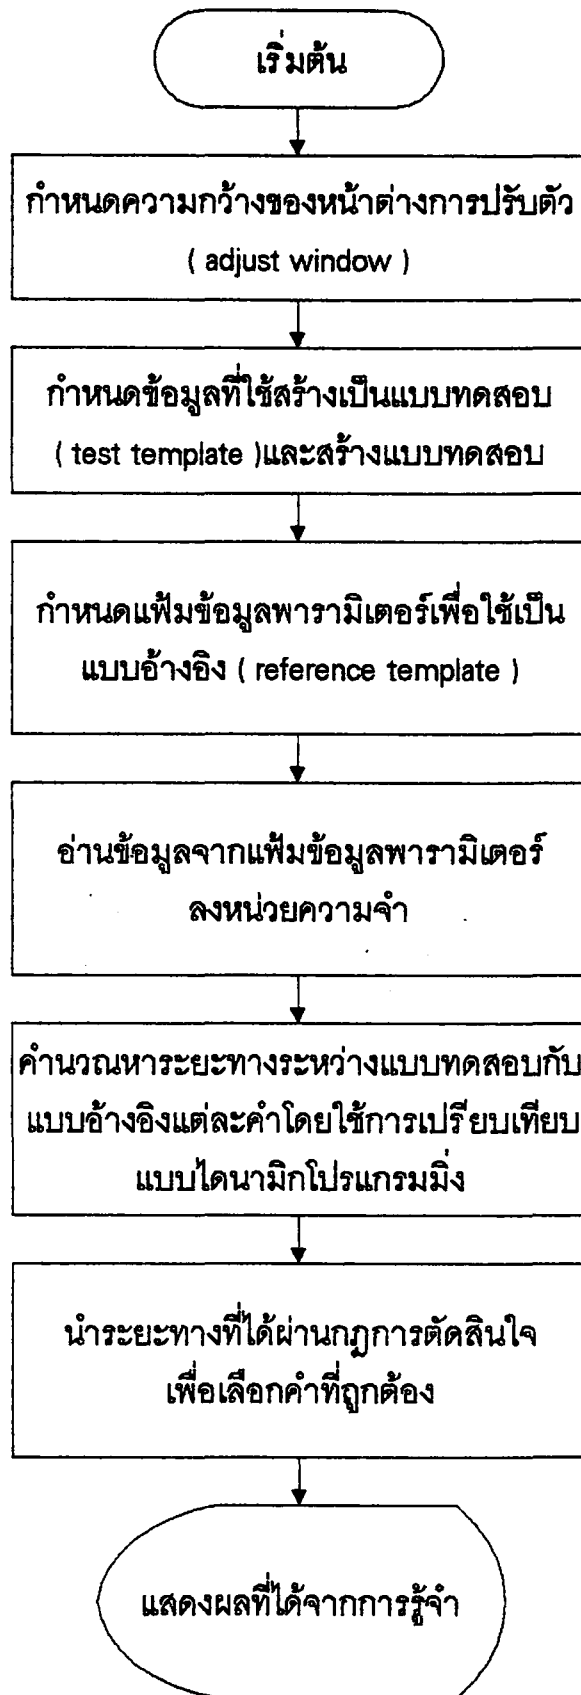 เริ่มต้น
กำหนดความกว้างของหน้าต่างการปรับตัว
( adjust window )
กำหนดข้อมูลที่ใช้สร้างเป็นแบบทดสอบ
( test template )และสร้างแบบทดสอบ
กำหนดแฟ้มข้อมูลพารามิเตอร์เพื่อใช้เป็น
แบบอ้างอิง ( reference template )
อ่านข้อมูลจากแฟ้มข้อมูลพารามิเตอร์
ลงหน่วยความจำ
คำนวณหาระยะทางระหว่างแบบทดสอบกับ
แบบอ้างอิงแต่ละคำโดยใช้การเปรียบเทียบ
แบบไดนามิกโปรแกรมมิ่ง
นำระยะทางที่ได้ผ่านกฎการตัดสินใจ
เพื่อเลือกคำที่ถูกต้อง
แสดงผลที่ได้จากการรู้จำ